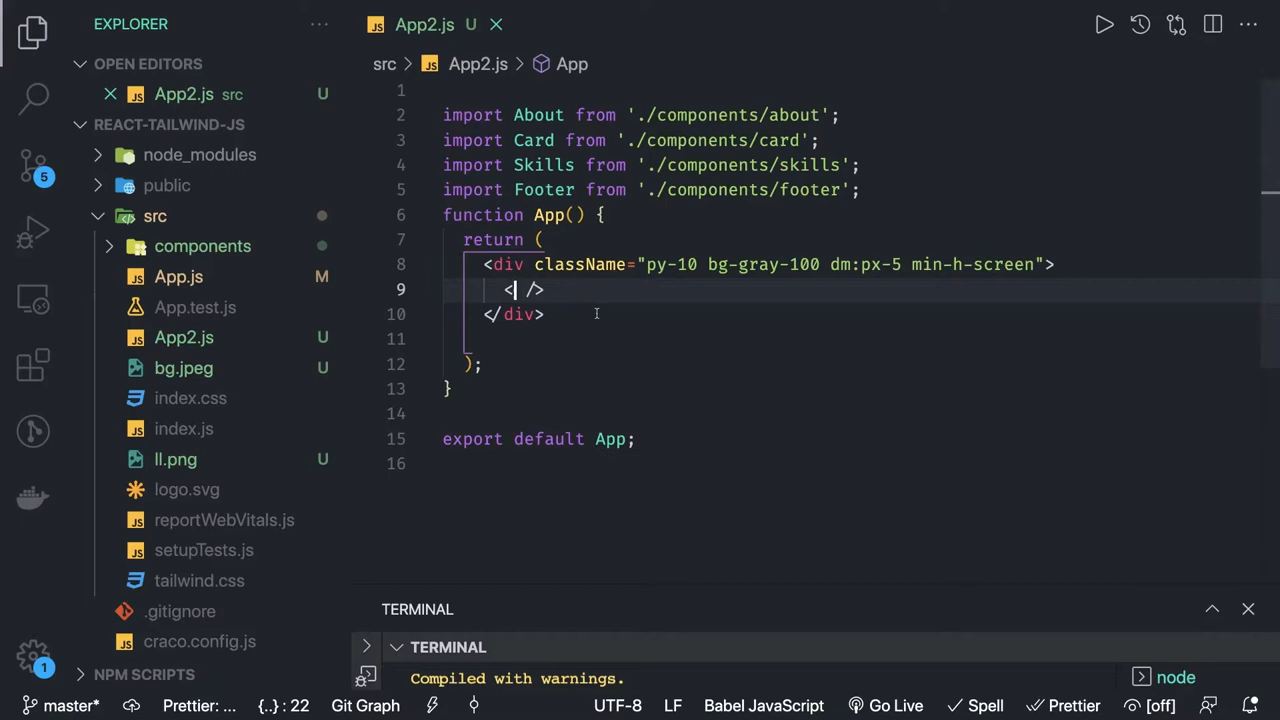 EXPLORER
App2.js U
OPEN EDITORS
src App2.js App
App2.js src U
REACT-TAILWIND-JS
node_modules
public
src
components
App.js M
App.test.js
App2.js U
bg.jpeg U
index.css
index.js
ll.png U
logo.svg
reportWebVitals.js
setupTests.js
tailwind.css
.gitignore
craco.config.js
NPM SCRIPTS
1
2 import About from './components/about';
3 import Card from './components/card';
4 import Skills from './components/skills';
5 import Footer from './components/footer';
6 function App() {
7 return (
8 <div className="py-10 bg-gray-100 dm:px-5 min-h-screen">
9 < />
10 </div>
11
12 );
13 }
14
15 export default App;
16
TERMINAL
TERMINAL
Compiled with warnings.
node
5
1
master* Prettier: ... {..} : 22 Git Graph UTF-8 LF Babel JavaScript Go Live Spell Prettier [off]